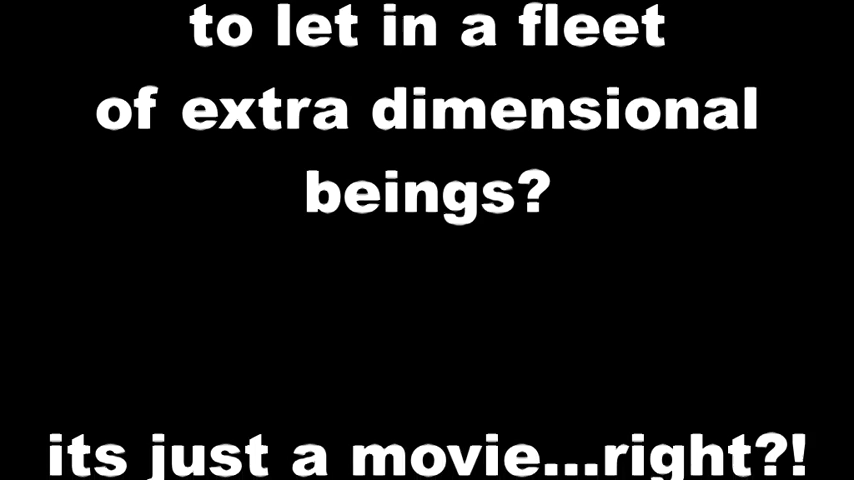 to let in a fleet
of extra dimensional
beings?
its just a movie...right?!